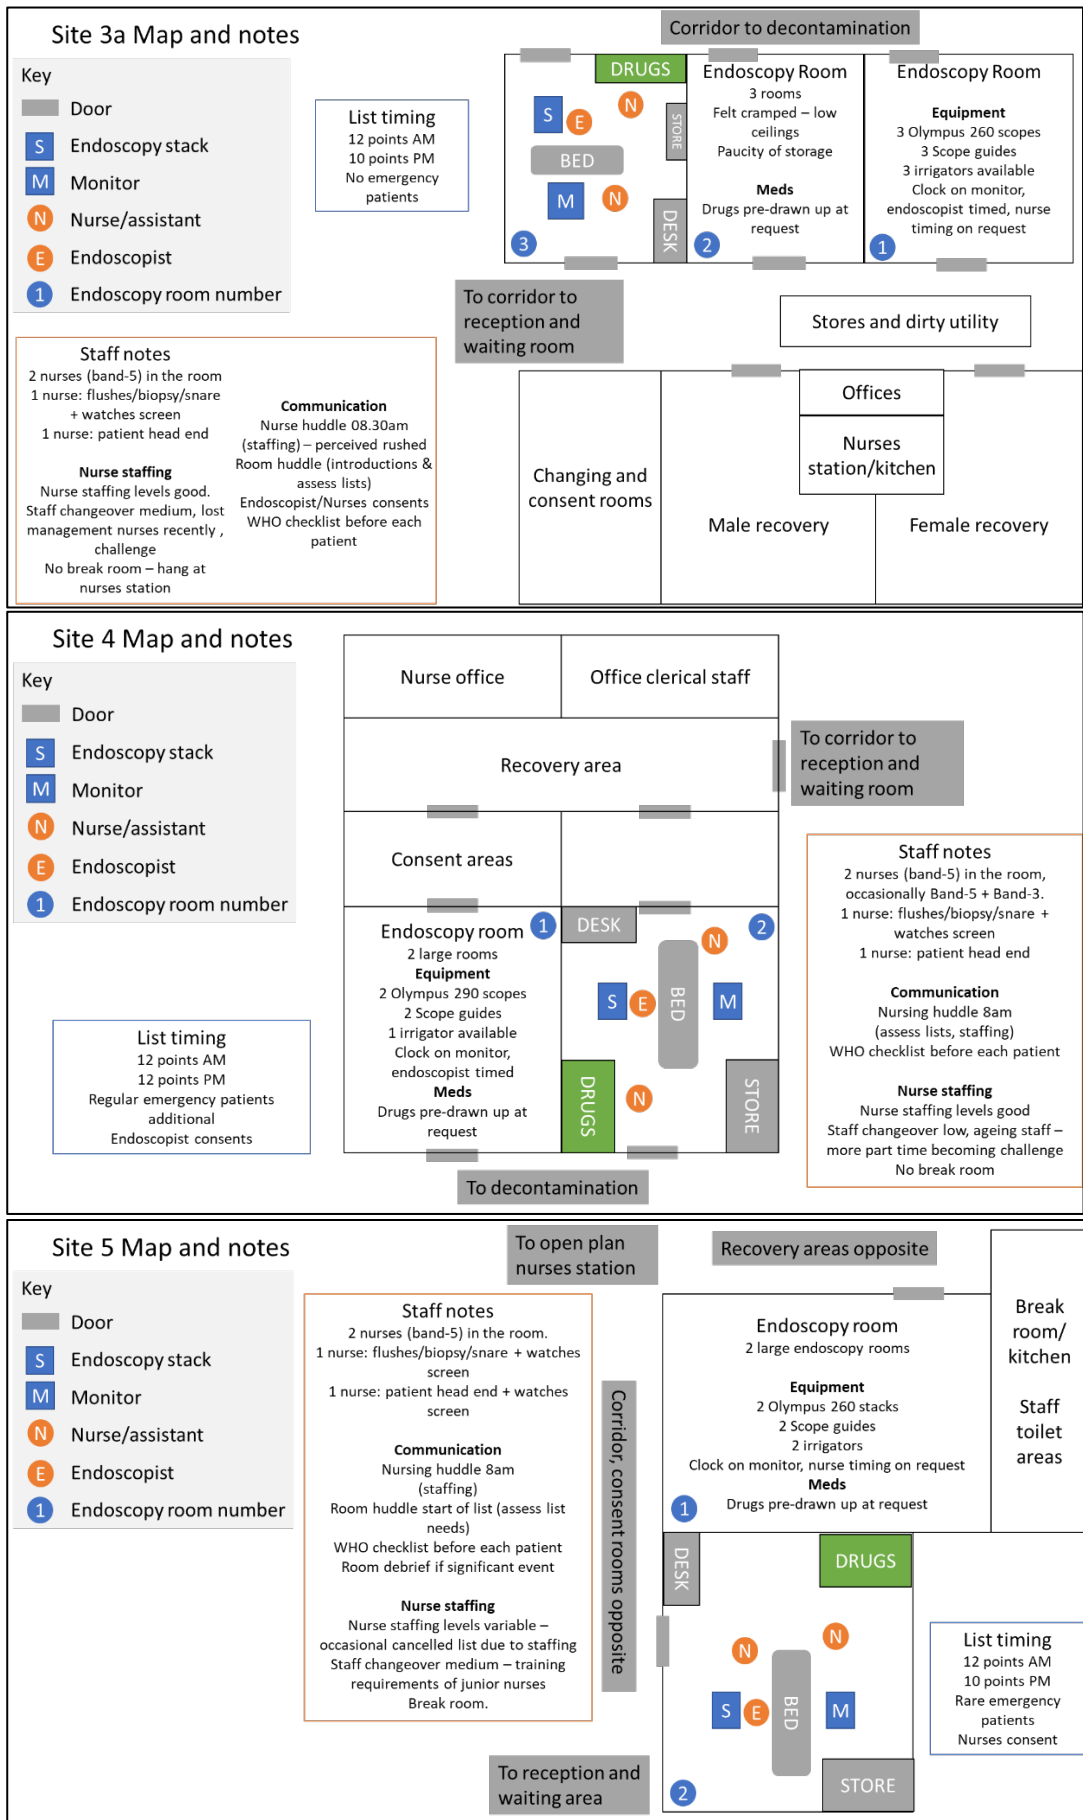 Site 3a Map and notes
Key
Door
S Endoscopy stack
M Monitor
N Nurse/assistant
E Endoscopist
1 Endoscopy room number
List timing
12 points AM
10 points PM
No emergency
patients
Corridor to decontamination
DRUGS
N
S
E
STORE
BED
M
N
DESK
3
Endoscopy Room
3 rooms
Felt cramped – low
ceilings
Paucity of storage
Meds
Drugs pre-drawn up at
request
2
Endoscopy Room
Equipment
3 Olympus 260 scopes
3 Scope guides
3 irrigators available
Clock on monitor,
endoscopist timed, nurse
timing on request
1
To corridor to
reception and
waiting room
Stores and dirty utility
Staff notes
2 nurses (band-5) in the room
1 nurse: flushes/biopsy/snare
+ watches screen
1 nurse: patient head end
Nurse staffing
Nurse staffing levels good.
Staff changeover medium, lost
management nurses recently ,
challenge
No break room – hang at
nurses station
Communication
Nurse huddle 08.30am
(staffing) – perceived rushed
Room huddle (introductions &
assess lists)
Endoscopist/Nurses consents
WHO checklist before each
patient
Changing and
consent rooms
Offices
Nurses
station/kitchen
Male recovery
Female recovery
Site 4 Map and notes
Key
Door
S Endoscopy stack
M Monitor
N Nurse/assistant
E Endoscopist
1 Endoscopy room number
Nurse office
Office clerical staff
Recovery area
To corridor to
reception and
waiting room
Consent areas
Endoscopy room
1
2 large rooms
Equipment
2 Olympus 290 scopes
2 Scope guides
1 irrigator available
Clock on monitor,
endoscopist timed
Meds
Drugs pre-drawn up at
request
DESK
N
2
S
E
BED
M
DRUGS
N
STORE
To decontamination
List timing
12 points AM
12 points PM
Regular emergency patients
additional
Endoscopist consents
Staff notes
2 nurses (band-5) in the room,
occasionally Band-5 + Band-3.
1 nurse: flushes/biopsy/snare +
watches screen
1 nurse: patient head end
Communication
Nursing huddle 8am
(assess lists, staffing)
WHO checklist before each patient
Nurse staffing
Nurse staffing levels good
Staff changeover low, ageing staff –
more part time becoming challenge
No break room
Site 5 Map and notes
Key
Door
S Endoscopy stack
M Monitor
N Nurse/assistant
E Endoscopist
1 Endoscopy room number
Staff notes
2 nurses (band-5) in the room.
1 nurse: flushes/biopsy/snare + watches
screen
1 nurse: patient head end + watches
screen
Communication
Nursing huddle 8am
(staffing)
Room huddle start of list (assess list
needs)
WHO checklist before each patient
Room debrief if significant event
Nurse staffing
Nurse staffing levels variable –
occasional cancelled list due to staffing
Staff changeover medium – training
requirements of junior nurses
Break room.
To open plan
nurses station
Recovery areas opposite
Corridor, consent rooms opposite
Endoscopy room
2 large endoscopy rooms
Equipment
2 Olympus 260 stacks
2 Scope guides
2 irrigators
Clock on monitor, nurse timing on request
Meds
Drugs pre-drawn up at request
1
Break
room/
kitchen
Staff
toilet
areas
DESK
DRUGS
N
N
S
E
BED
M
STORE
2
To reception and
waiting area
List timing
12 points AM
10 points PM
Rare emergency
patients
Nurses consent